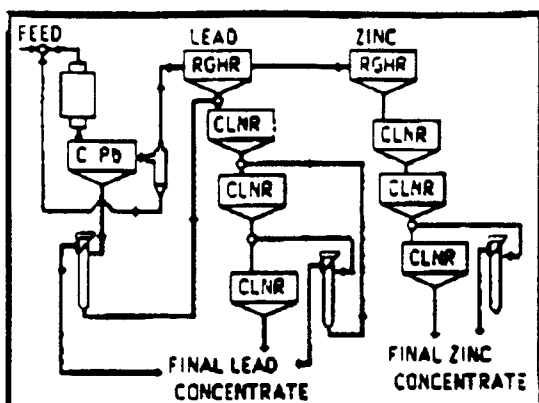 FEED
LEAD
ZINC
RGHR
RGHR
CLNR
CLNR
C Pb
CLNR
CLNR
CLNR
CLNR
FINAL LEAD
CONCENTRATE
FINAL ZINC
CONCENTRATE